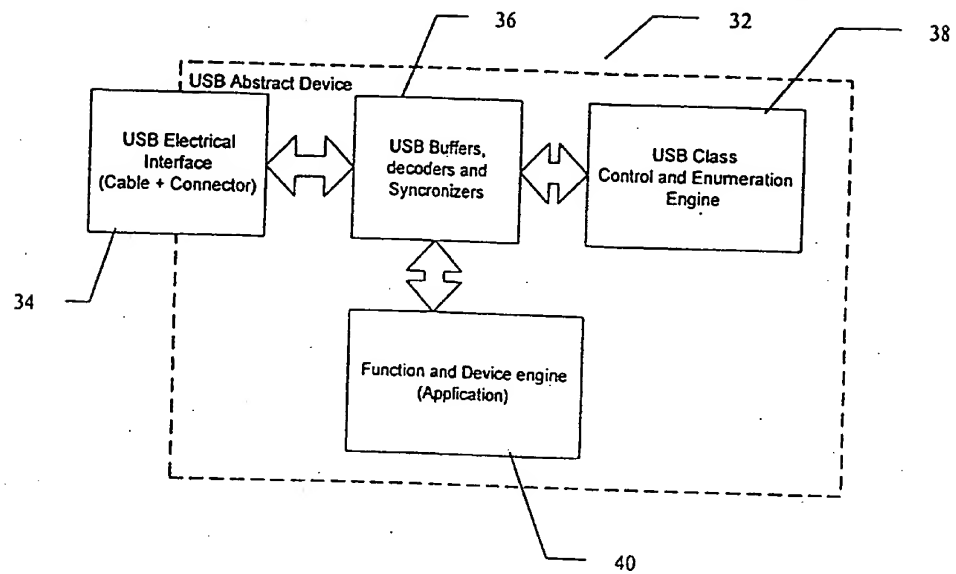 36
32
38
USB Abstract Device
USB Electrical
Interface
(Cable + Connector)
USB Buffers,
decoders and
Syncronizers
USB Class
Control and Enumeration
Engine
34
Function and Device engine
(Application)
40